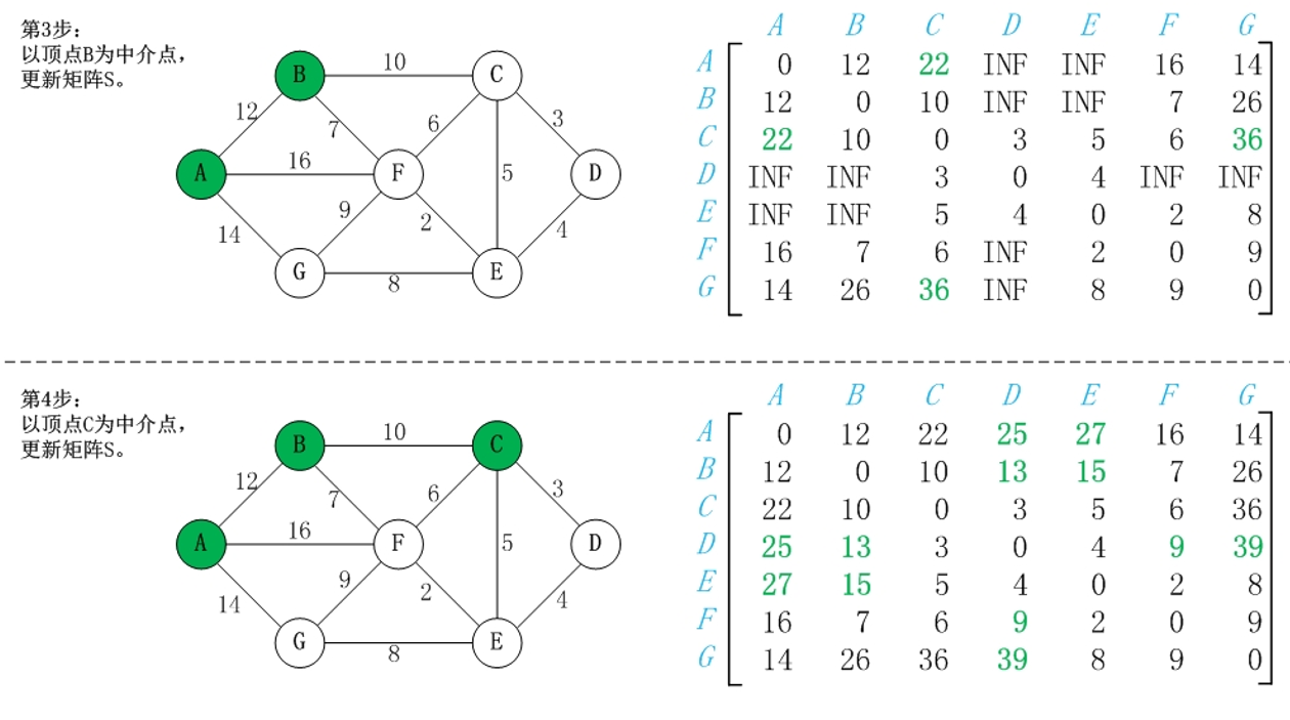 第3步:
以顶点B为中介点,
更新矩阵S。
B
10
C
12
7
6
3
A
16
F
5
D
14
9
2
4
G
8
E
A B C D E F G
A 0 12 22 INF INF 16 14
B 12 0 10 INF INF 7 26
C 22 10 0 3 5 6 36
D INF INF 3 0 4 INF INF
E INF INF 5 4 0 2 8
F 16 7 6 INF 2 0 9
G 14 26 36 INF 8 9 0
第4步:
以顶点C为中介点,
更新矩阵S。
B
10
C
12
7
6
3
A
16
F
5
D
14
9
2
4
G
8
E
A B C D E F G
A 0 12 22 25 27 16 14
B 12 0 10 13 15 7 26
C 22 10 0 3 5 6 36
D 25 13 3 0 4 9 39
E 27 15 5 4 0 2 8
F 16 7 6 9 2 0 9
G 14 26 36 39 8 9 0